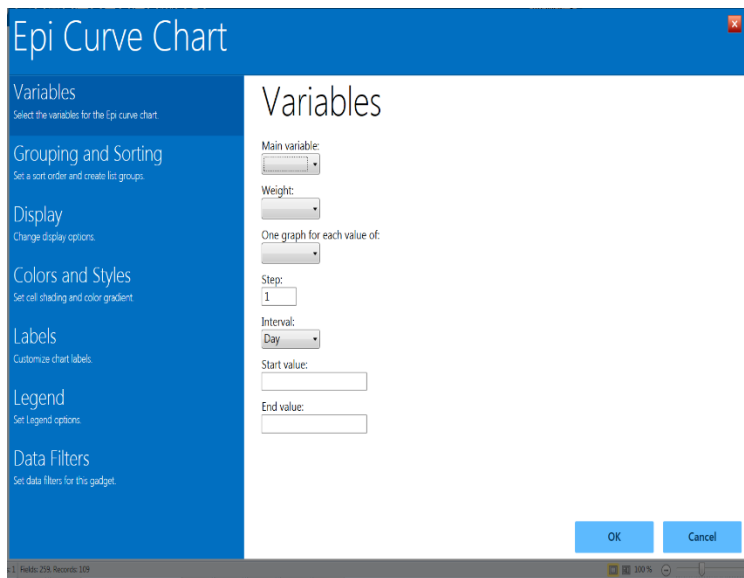 Epi Curve Chart
x
Variables
Select the variables for the Epi curve chart.
Grouping and Sorting
Set a sort order and create list groups.
Display
Change display options.
Colors and Styles
Set cell shading and color gradient
Labels
Customize chart labels.
Legend
Set Legend options.
Data Filters
Set data filters for this gadget.
Variables
Main variable:
Weight:
One graph for each value of:
Step:
1
Interval:
Day
Start value:
End value:
OK
Cancel
1 Fields: 259, Records: 109
100 %